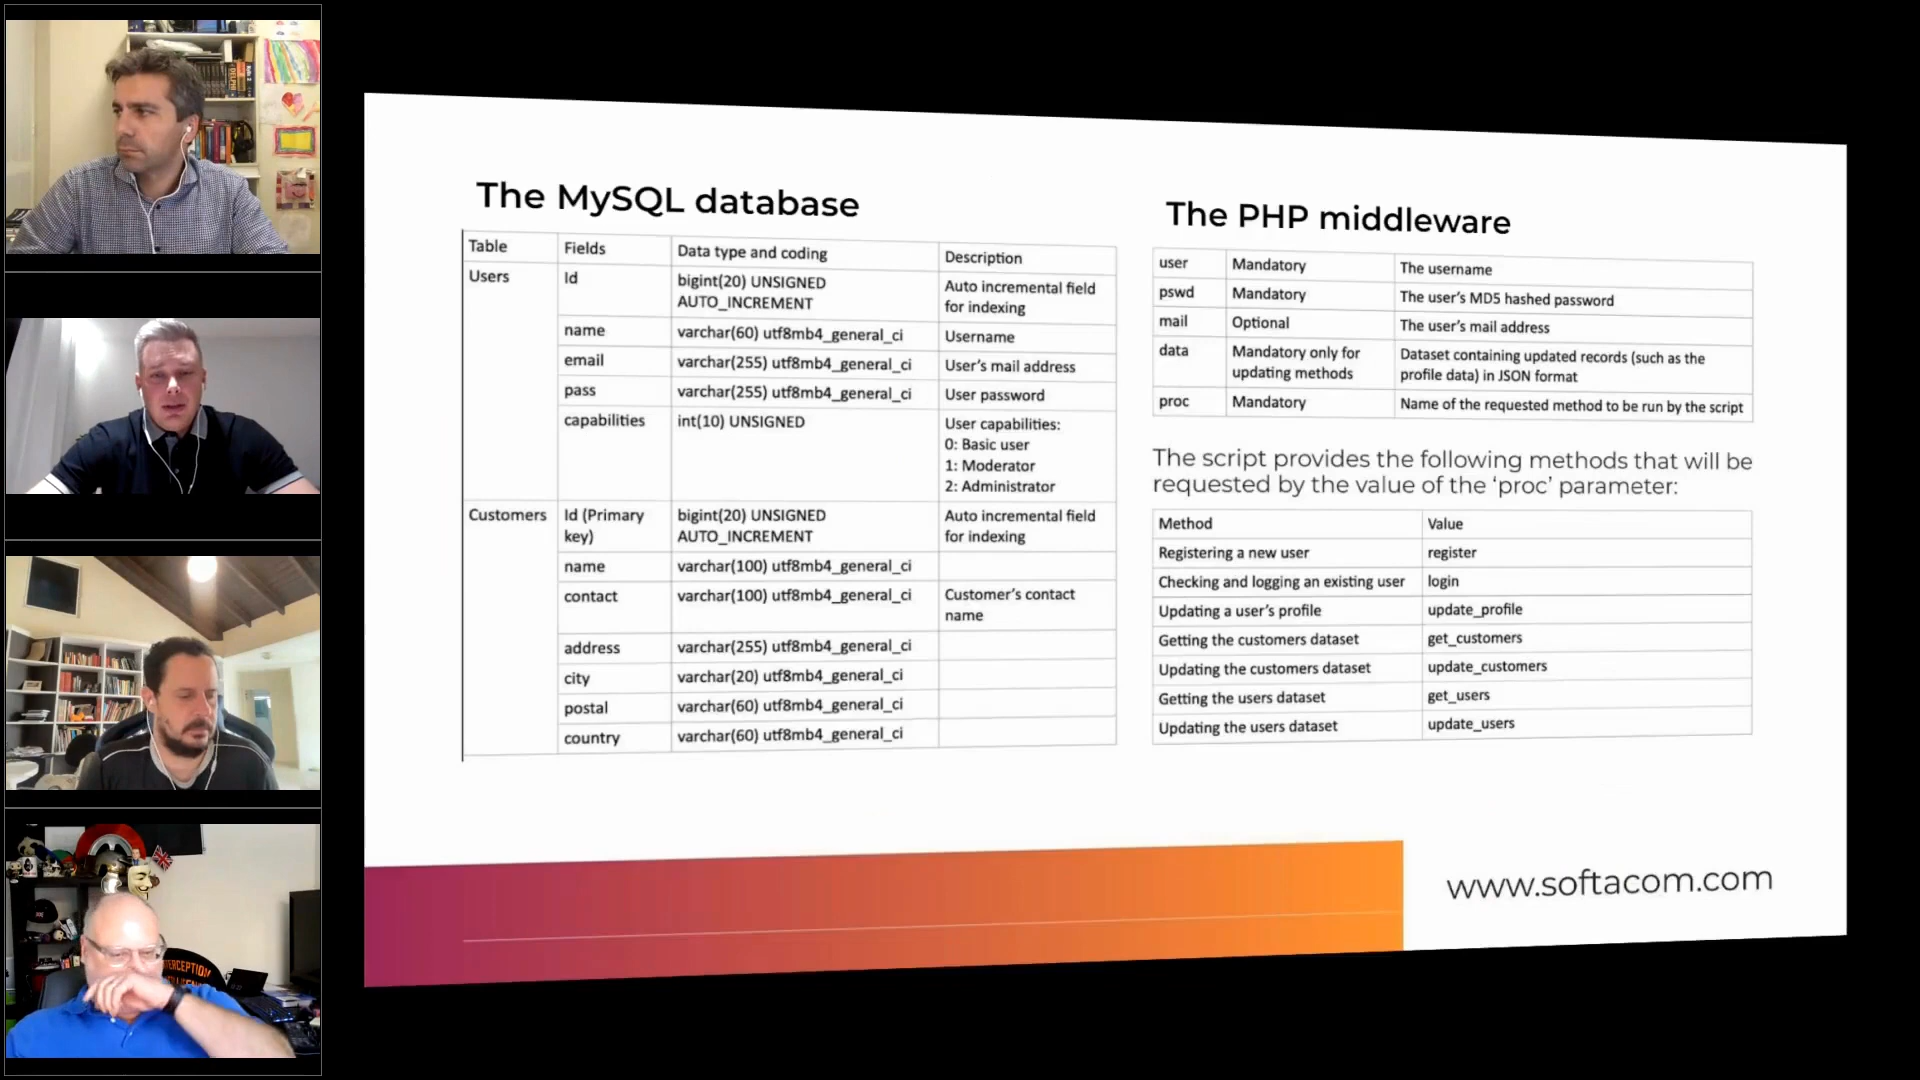 The MySQL database
Table Fields Data type and coding Description
Users Id bigint(20) UNSIGNED Auto incremental field
AUTO_INCREMENT for indexing
name varchar(60) utf8mb4_general_ci Username
email varchar(255) utf8mb4_general_ci User's mail address
pass varchar(255) utf8mb4_general_ci User password
capabilities int(10) UNSIGNED User capabilities:
0: Basic user
1: Moderator
2: Administrator
Customers Id (Primary bigint(20) UNSIGNED Auto incremental field
key) AUTO_INCREMENT for indexing
name varchar(100) utf8mb4_general_ci
contact varchar(100) utf8mb4_general_ci Customer's contact
name
address varchar(255) utf8mb4_general_ci
city varchar(20) utf8mb4_general_ci
postal varchar(60) utf8mb4_general_ci
country varchar(60) utf8mb4_general_ci
The PHP middleware
user Mandatory The username
pswd Mandatory The user's MD5 hashed password
mail Optional The user's mail address
data Mandatory only for Dataset containing updated records (such as the
updating methods profile data) in JSON format
proc Mandatory Name of the requested method to be run by the script
The script provides the following methods that will be
requested by the value of the 'proc' parameter:
Method Value
Registering a new user register
Checking and logging an existing user login
Updating a user's profile update_profile
Getting the customers dataset get_customers
Updating the customers dataset update_customers
Getting the users dataset get_users
Updating the users dataset update_users
www.softacom.com
DELPHI